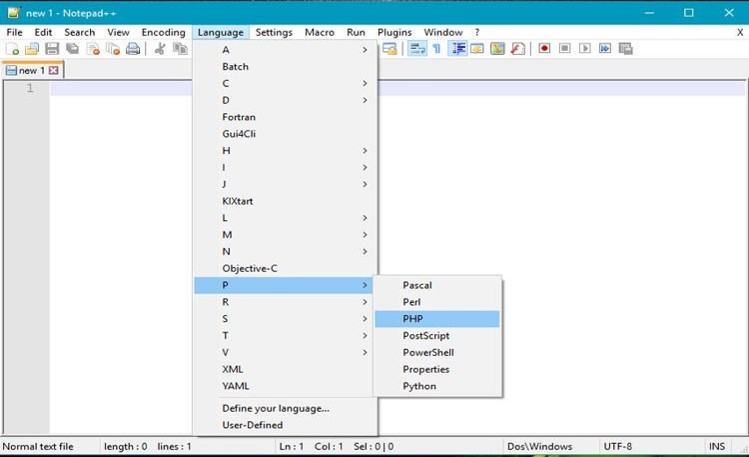 new 1 - Notepad++
File Edit Search View Encoding Language Settings Macro Run Plugins Window ? X
new 1
1
A
Batch
C
D
Fortran
Gui4Cli
H
I
J
KIXtart
L
M
N
Objective-C
P
R
S
T
V
XML
YAML
Define your language...
User-Defined
Pascal
Perl
PHP
PostScript
PowerShell
Properties
Python
Normal text file length : 0 lines : 1 Ln : 1 Col : 1 Sel : 0 | 0 Dos\Windows UTF-8 INS